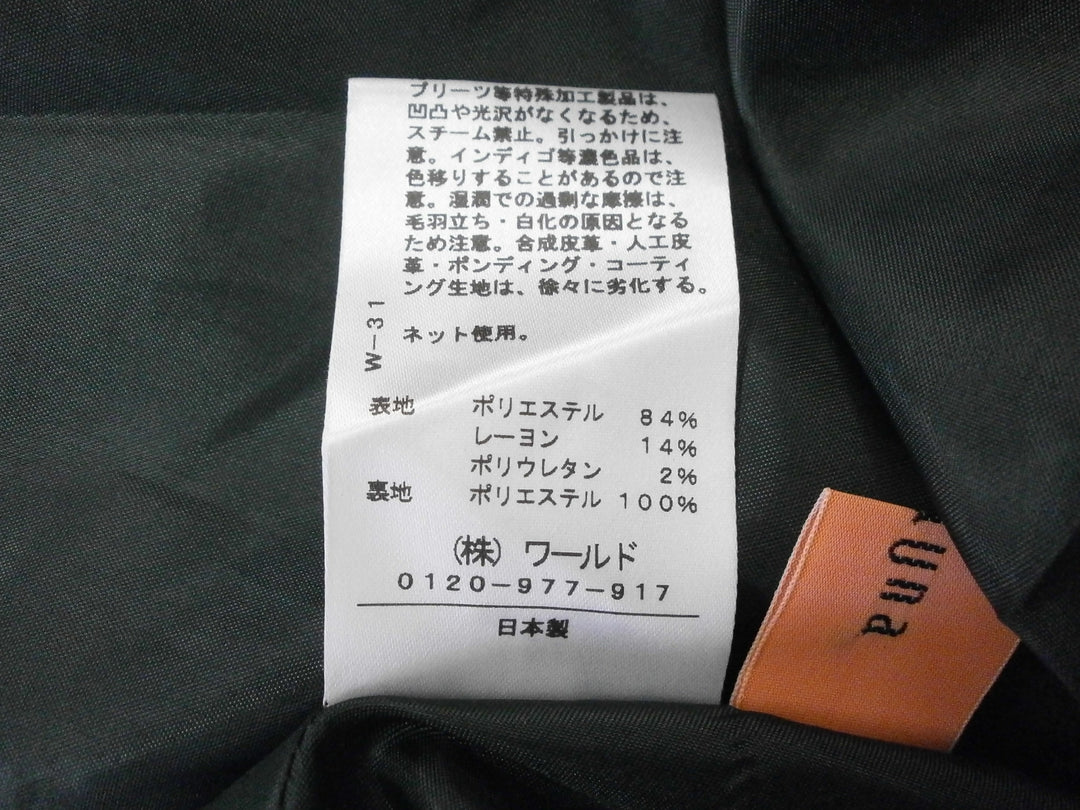 プリーツ等特殊加工製品は、
凹凸や光沢がなくなるため、
スチーム禁止。引っかけに注
意。インディゴ等濃色品は、
色移りすることがあるので注
意。湿潤での過剰な摩擦は、
毛羽立ち・白化の原因となる
ため注意。合成皮革・人工皮
革・ボンディング・コーティ
ング生地は、徐々に劣化する。
ネット使用。
W-31
表地 ポリエステル 84%
レーヨン 14%
ポリウレタン 2%
裏地 ポリエステル 100%
(株) ワールド
0120-977-917
日本製